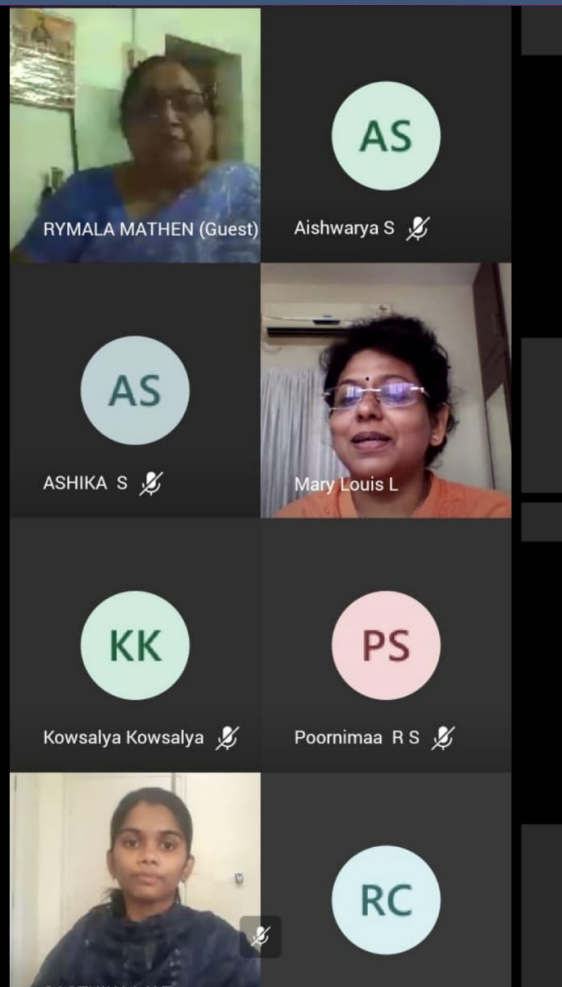 AS
RYMALA MATHEN (Guest)
Aishwarya S
AS
ASHIKA S
Mary Louis L
KK
PS
Kowsalya Kowsalya
Poornimaa R S
RC